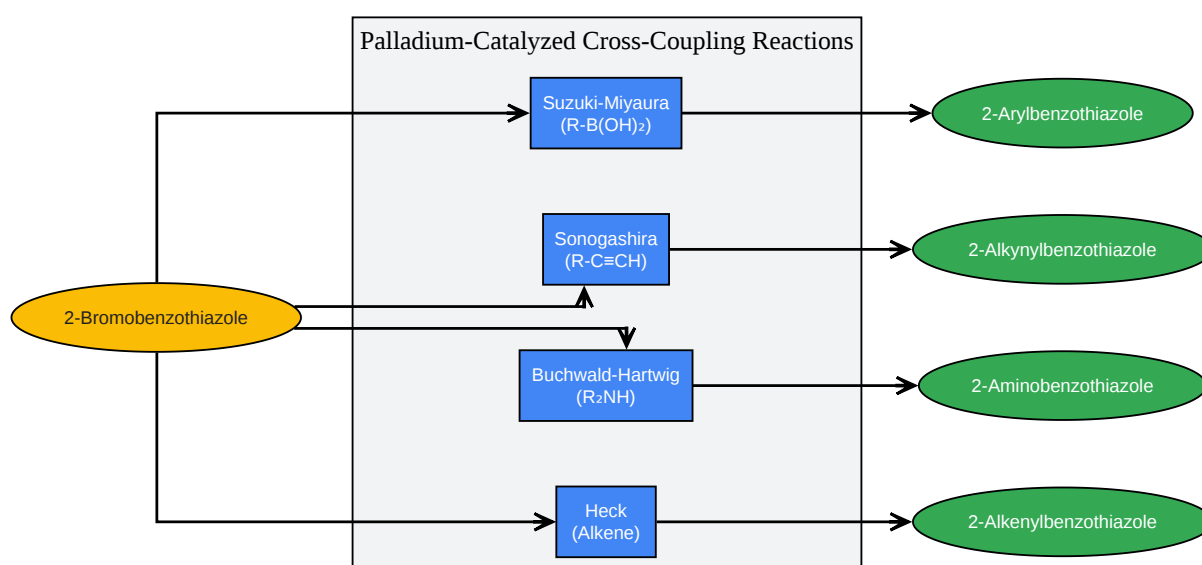 Palladium-Catalyzed Cross-Coupling Reactions
Suzuki-Miyaura
(R-B(OH)₂)
2-Arylbenzothiazole
Sonogashira
(R-C≡CH)
2-Alkynylbenzothiazole
2-Bromobenzothiazole
Buchwald-Hartwig
(R₂NH)
2-Aminobenzothiazole
Heck
(Alkene)
2-Alkenylbenzothiazole